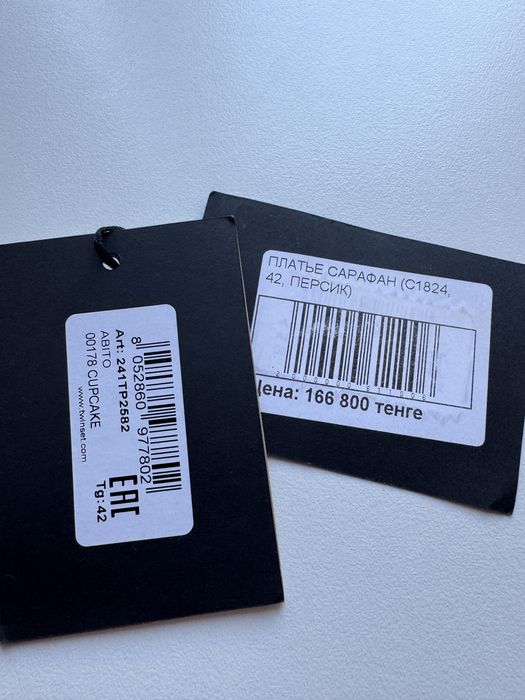 Art: 241TP2582
ABITO
00178 CUPCAKE
www.twinset.com
8 052860 977802
EAC
Tg: 42
ПЛАТЬЕ САРАФАН (C1824,
42, ПЕРСИК)
Цена: 166 800 тенге